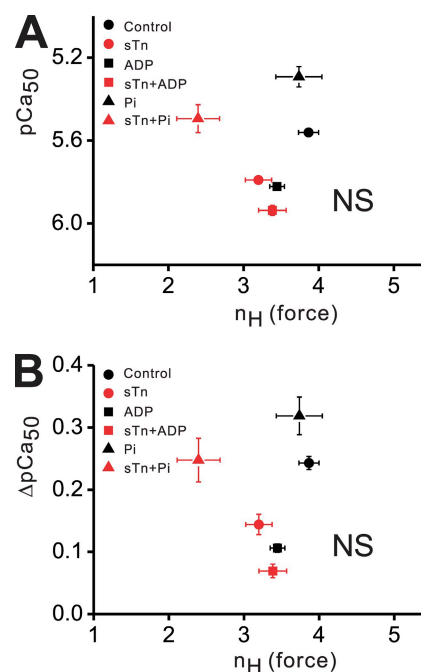 A
Control
sTn
ADP
sTn+ADP
Pi
sTn+Pi
pCa50
5.2
5.6
6.0
NS
1 2 3 4 5
nH (force)
B
Control
sTn
ADP
sTn+ADP
Pi
sTn+Pi
ΔpCa50
0.4
0.3
0.2
0.1
0.0
NS
1 2 3 4 5
nH (force)